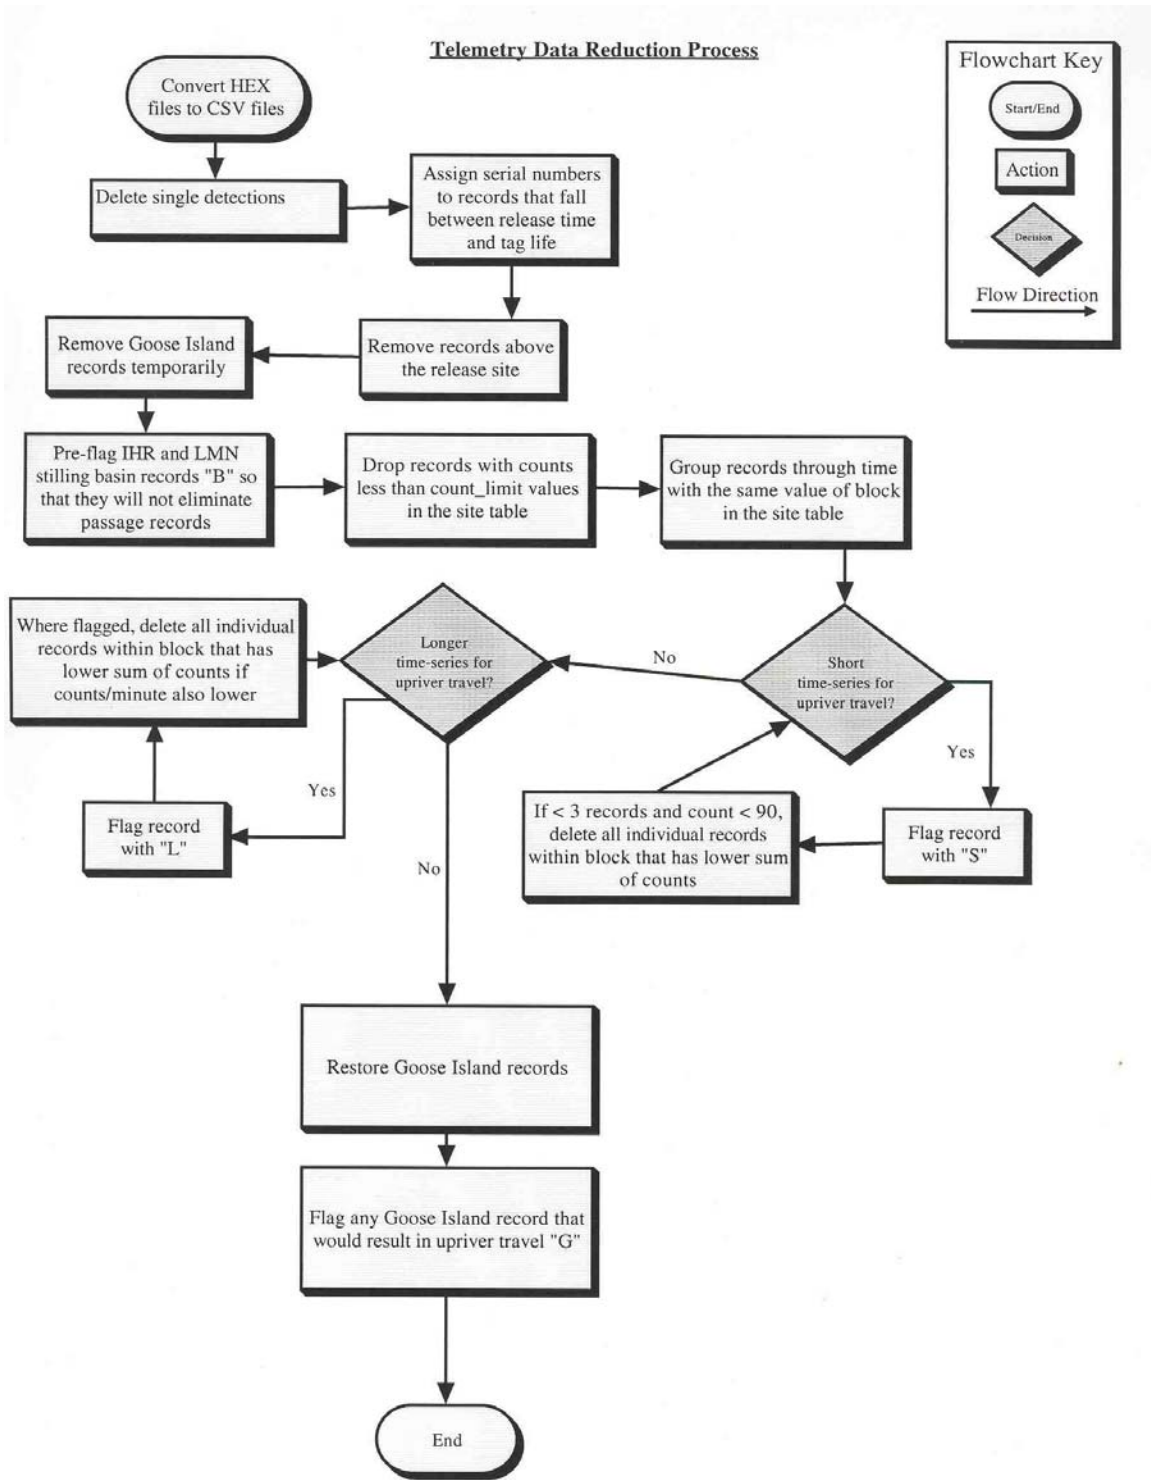 Telemetry Data Reduction Process
Flowchart Key
Start/End
Action
Decision
Flow Direction
Convert HEX
files to CSV files
Delete single detections
Assign serial numbers
to records that fall
between release time
and tag life
Remove records above
the release site
Remove Goose Island
records temporarily
Pre-flag IHR and LMN
stilling basin records "B" so
that they will not eliminate
passage records
Drop records with counts
less than count_limit values
in the site table
Group records through time
with the same value of block
in the site table
Short
time-series for
upriver travel?
Yes
Flag record
with "S"
If < 3 records and count < 90,
delete all individual records
within block that has lower sum
of counts
No
Longer
time-series for
upriver travel?
Yes
Flag record
with "L"
Where flagged, delete all individual
records within block that has
lower sum of counts if
counts/minute also lower
No
Restore Goose Island records
Flag any Goose Island record that
would result in upriver travel "G"
End